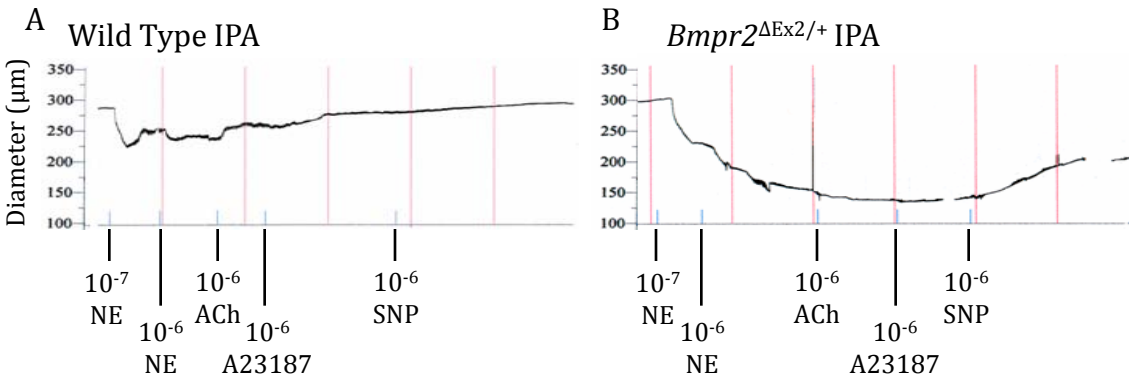 A
Wild Type IPA
B
Bmpr2ΔEx2/+ IPA
Diameter (μm)
350
300
250
200
150
100
350
300
250
200
150
100
10-7
NE
10-6
NE
10-6
ACh
10-6
A23187
10-6
SNP
10-7
NE
10-6
NE
10-6
ACh
10-6
A23187
10-6
SNP